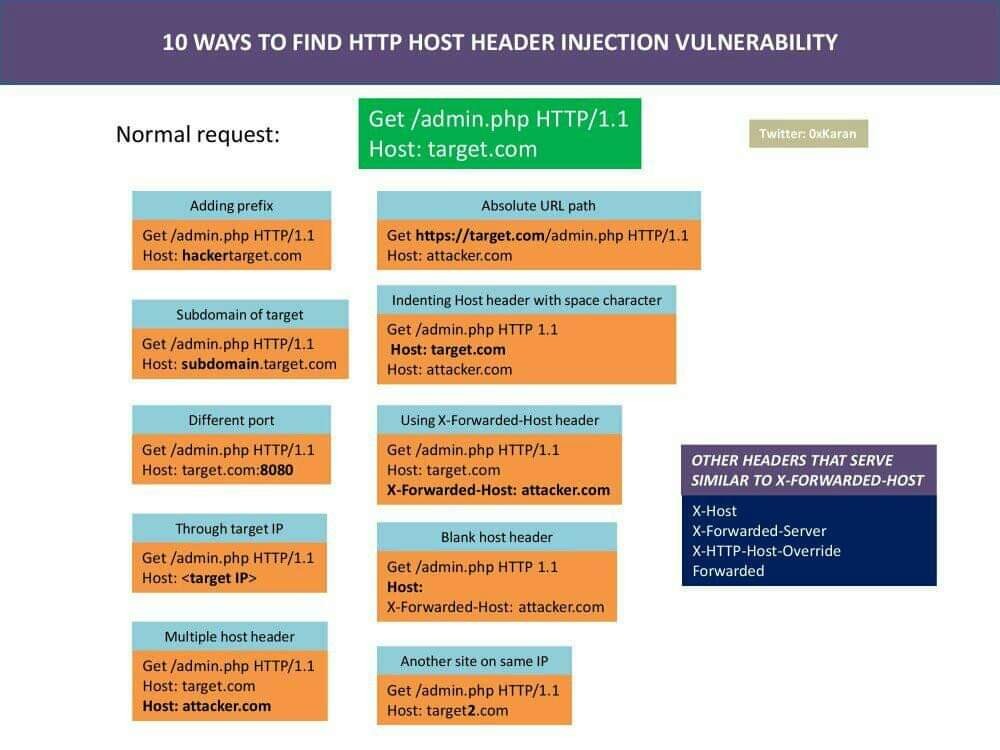 10 WAYS TO FIND HTTP HOST HEADER INJECTION VULNERABILITY
Normal request:
Get /admin.php HTTP/1.1
Host: target.com
Twitter: 0xKaran
Adding prefix
Get /admin.php HTTP/1.1
Host: hackertarget.com
Subdomain of target
Get /admin.php HTTP/1.1
Host: subdomain.target.com
Different port
Get /admin.php HTTP/1.1
Host: target.com:8080
Through target IP
Get /admin.php HTTP/1.1
Host: <target IP>
Multiple host header
Get /admin.php HTTP/1.1
Host: target.com
Host: attacker.com
Absolute URL path
Get https://target.com/admin.php HTTP/1.1
Host: attacker.com
Indenting Host header with space character
Get /admin.php HTTP 1.1
 Host: target.com
Host: attacker.com
Using X-Forwarded-Host header
Get /admin.php HTTP/1.1
Host: target.com
X-Forwarded-Host: attacker.com
Blank host header
Get /admin.php HTTP 1.1
Host:
X-Forwarded-Host: attacker.com
Another site on same IP
Get /admin.php HTTP/1.1
Host: target2.com
OTHER HEADERS THAT SERVE
SIMILAR TO X-FORWARDED-HOST
X-Host
X-Forwarded-Server
X-HTTP-Host-Override
Forwarded